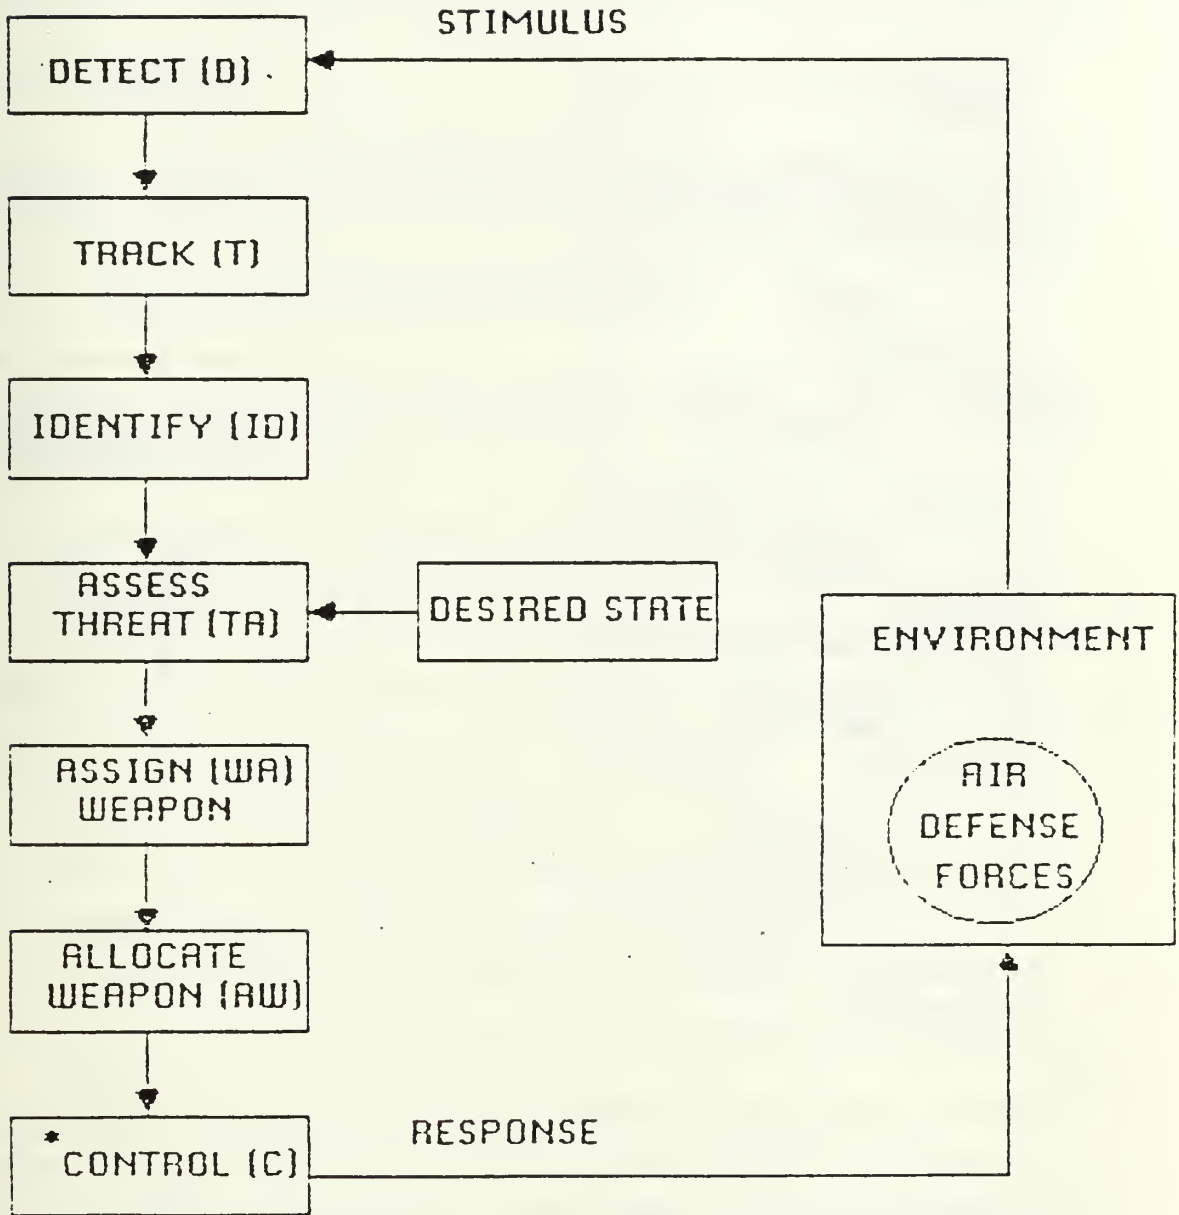 STIMULUS
DETECT (D)
TRACK (T)
IDENTIFY (ID)
ASSESS
THREAT (TA)
DESIRED STATE
ENVIRONMENT
AIR
DEFENSE
FORCES
ASSIGN (WA)
WEAPON
ALLOCATE
WEAPON (AW)
*
CONTROL (C)
RESPONSE